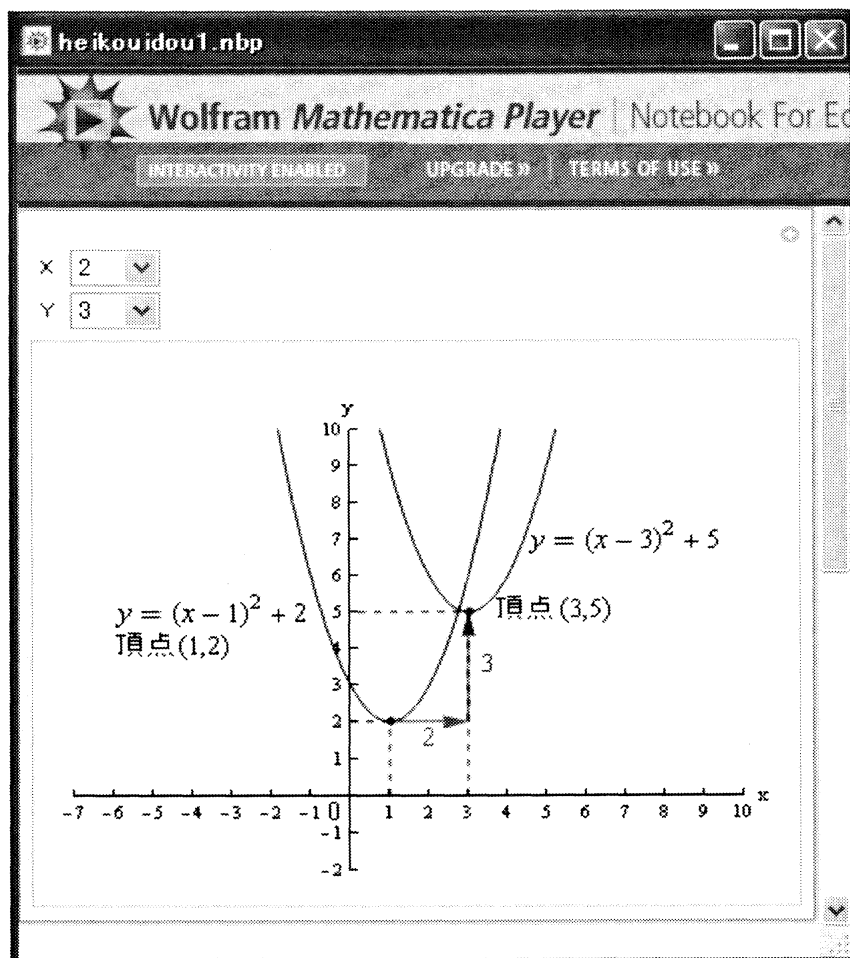 heikouidou1.nbp
Wolfram Mathematica Player | Notebook For Ed
INTERACTIVITY ENABLED UPGRADE » TERMS OF USE »
X 2
Y 3
y
10
9
8
7
6
5
4
3
2
1
-1
-2
y = (x − 3)² + 5
頂点(3,5)
y = (x − 1)² + 2
頂点(1,2)
3
2
-7 -6 -5 -4 -3 -2 -1 0 1 2 3 4 5 6 7 8 9 10 x